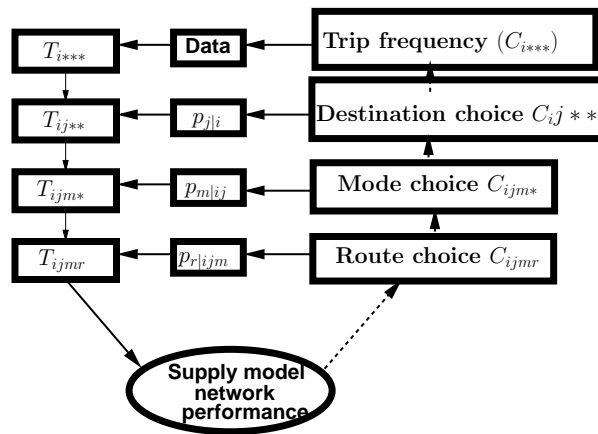 T_{i***} Data Trip frequency (C_{i***})
T_{ij**} p_{j|i} Destination choice C_ij * *
T_{ijm*} p_{m|ij} Mode choice C_{ijm*}
T_{ijmr} p_{r|ijm} Route choice C_{ijmr}
Supply model
network
performance